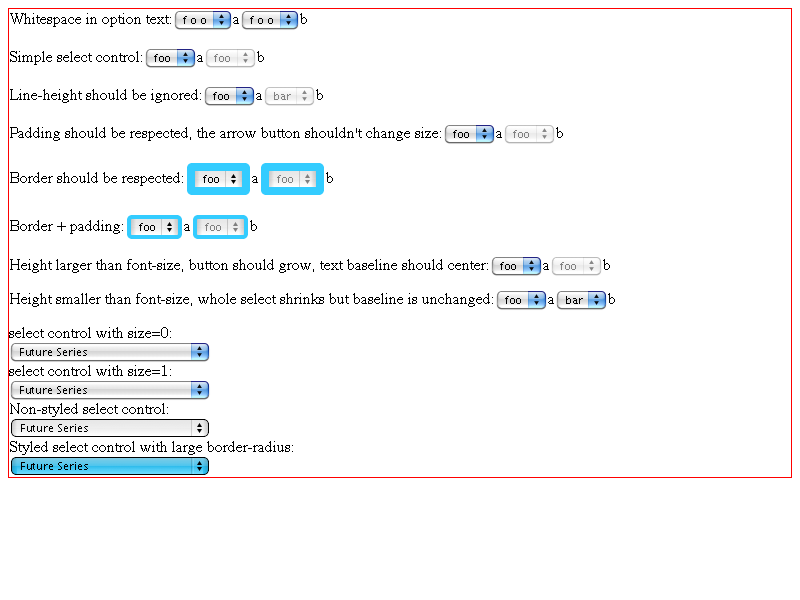 Whitespace in option text: f o o a f o o b
Simple select control: foo a foo b
Line-height should be ignored: foo a bar b
Padding should be respected, the arrow button shouldn't change size: foo a foo b
Border should be respected: foo a foo b
Border + padding: foo a foo b
Height larger than font-size, button should grow, text baseline should center: foo a foo b
Height smaller than font-size, whole select shrinks but baseline is unchanged: foo a bar b
select control with size=0:
Future Series
select control with size=1:
Future Series
Non-styled select control:
Future Series
Styled select control with large border-radius:
Future Series